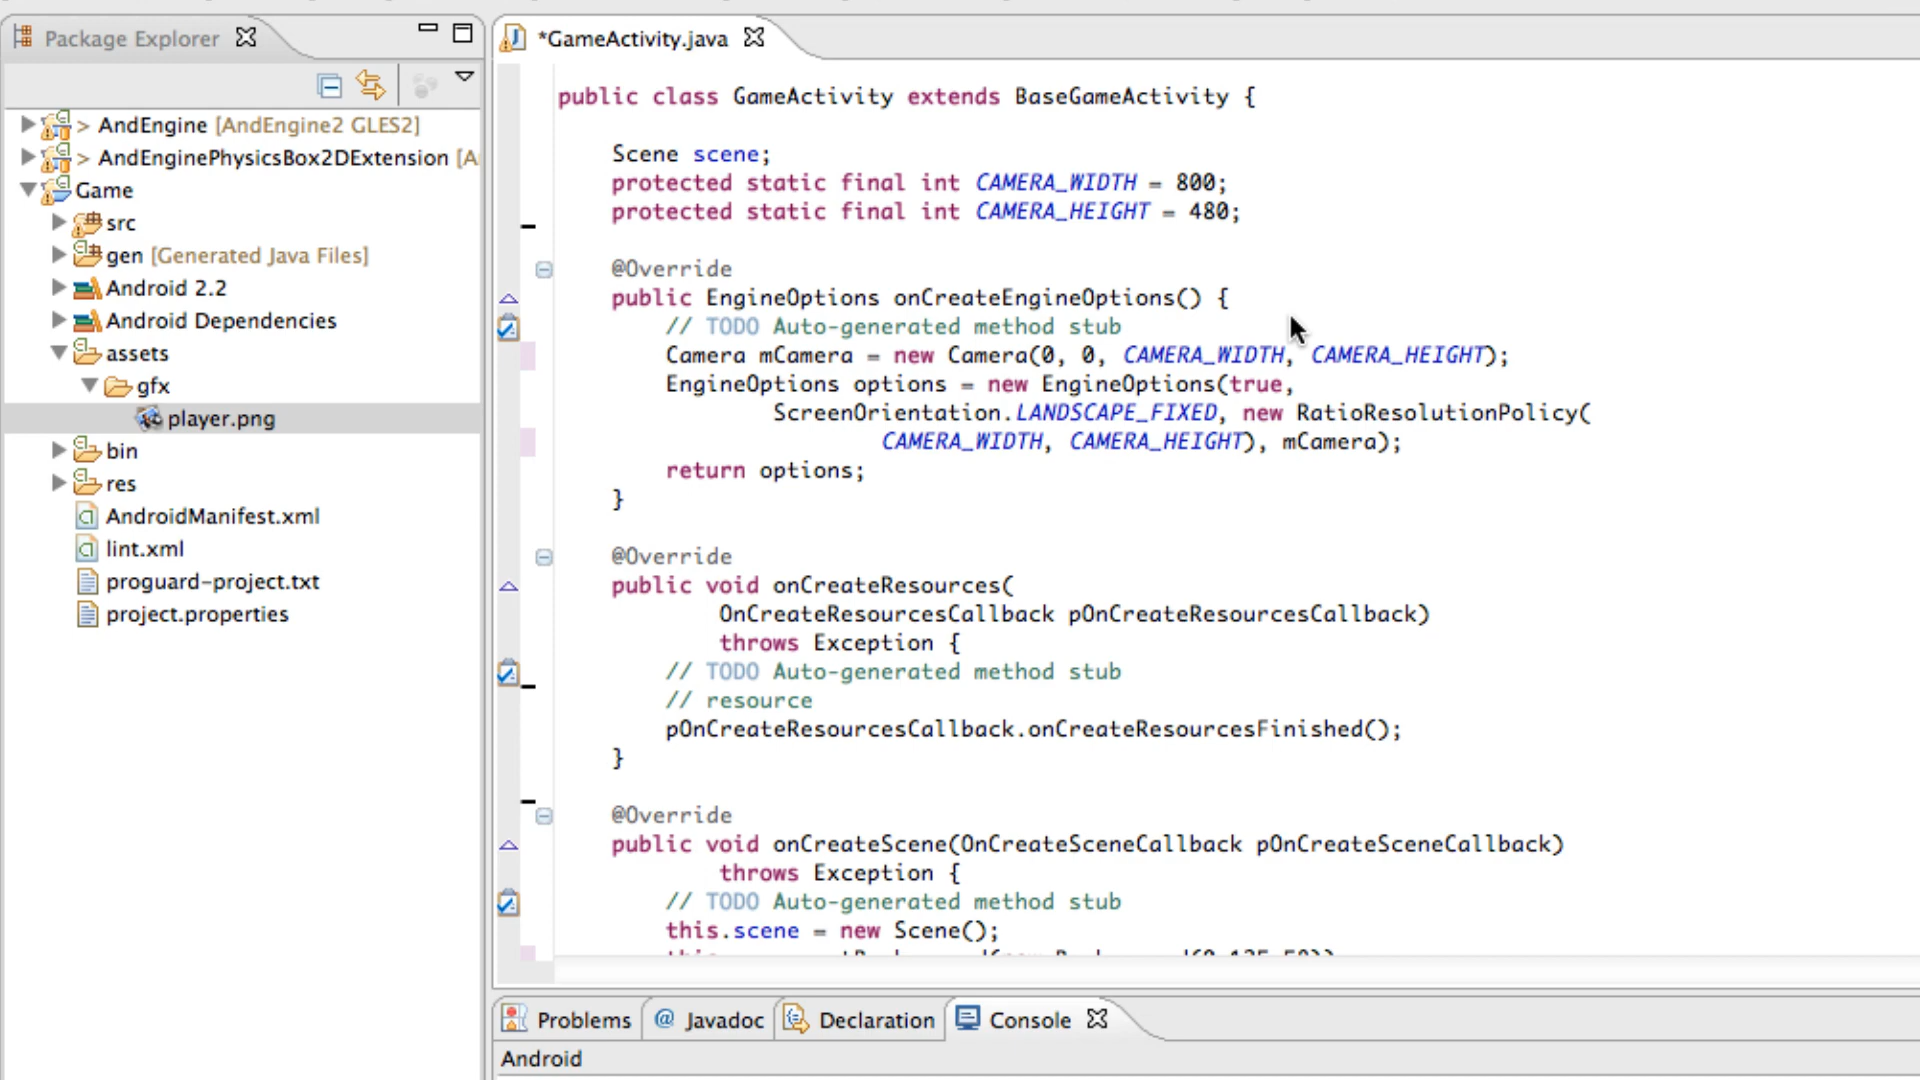 Package Explorer
> AndEngine [AndEngine2 GLES2]
> AndEnginePhysicsBox2DExtension [A
Game
src
gen [Generated Java Files]
Android 2.2
Android Dependencies
assets
gfx
player.png
bin
res
AndroidManifest.xml
lint.xml
proguard-project.txt
project.properties
*GameActivity.java
public class GameActivity extends BaseGameActivity {
Scene scene;
protected static final int CAMERA_WIDTH = 800;
protected static final int CAMERA_HEIGHT = 480;
@Override
public EngineOptions onCreateEngineOptions() {
// TODO Auto-generated method stub
Camera mCamera = new Camera(0, 0, CAMERA_WIDTH, CAMERA_HEIGHT);
EngineOptions options = new EngineOptions(true,
ScreenOrientation.LANDSCAPE_FIXED, new RatioResolutionPolicy(
CAMERA_WIDTH, CAMERA_HEIGHT), mCamera);
return options;
}
@Override
public void onCreateResources(
OnCreateResourcesCallback pOnCreateResourcesCallback)
throws Exception {
// TODO Auto-generated method stub
// resource
pOnCreateResourcesCallback.onCreateResourcesFinished();
}
@Override
public void onCreateScene(OnCreateSceneCallback pOnCreateSceneCallback)
throws Exception {
// TODO Auto-generated method stub
this.scene = new Scene();
Problems
@ Javadoc
Declaration
Console
Android